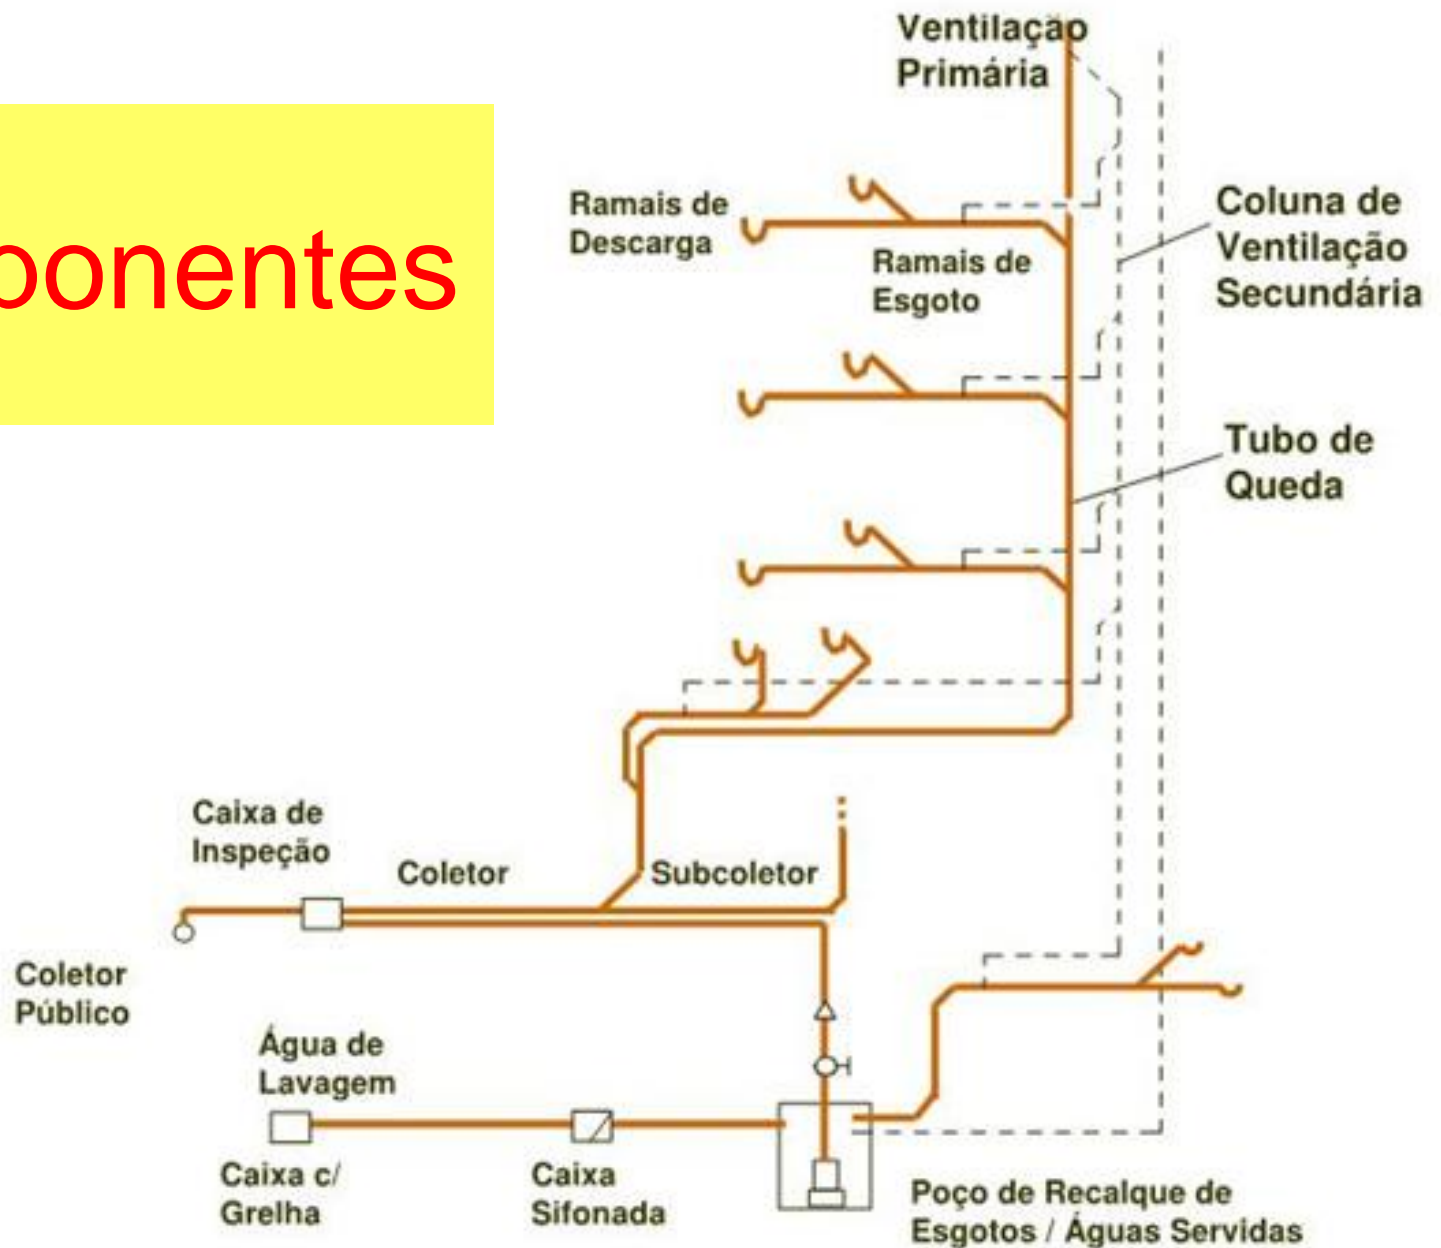 Ventilação
Primária
ponentes
Ramais de
Descarga
Ramais de
Esgoto
Coluna de
Ventilação
Secundária
Tubo de
Queda
Caixa de
Inspeção
Coletor
Subcoletor
Coletor
Público
Água de
Lavagem
Caixa c/
Grelha
Caixa
Sifonada
Poço de Recalque de
Esgotos / Águas Servidas